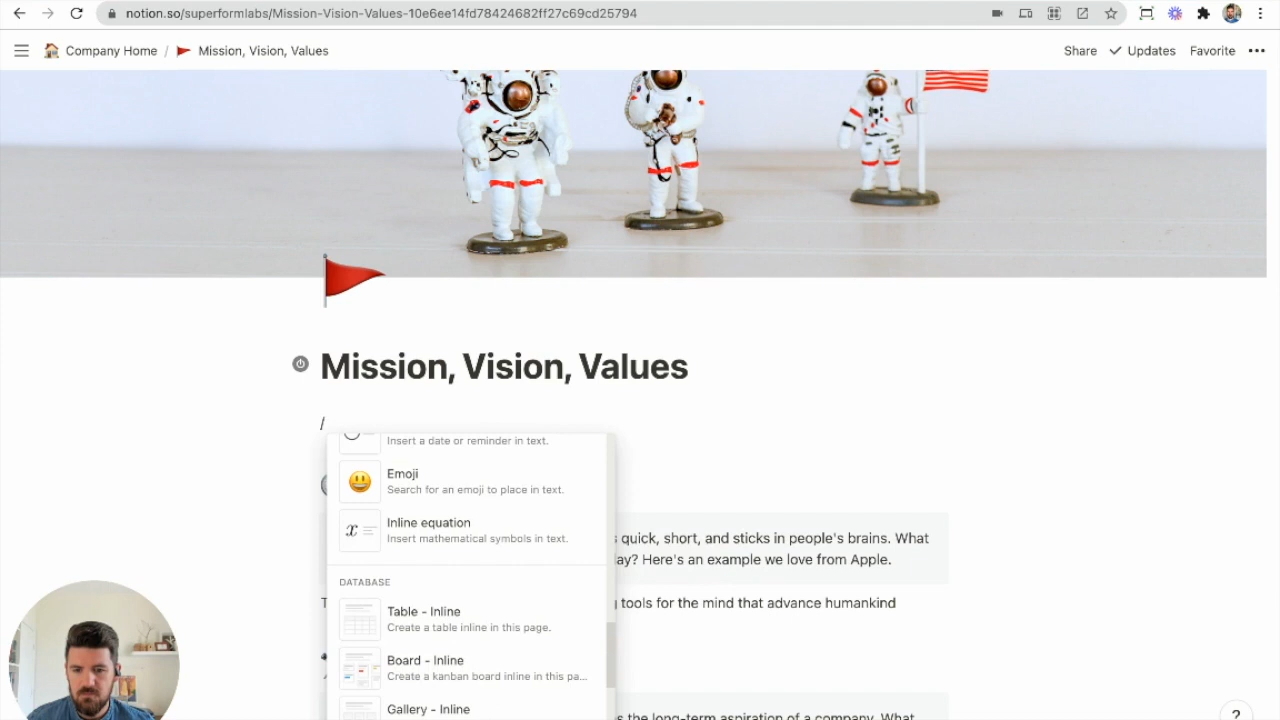 notion.so/superformlabs/Mission-Vision-Values-10e6ee14fd78424682ff27c69cd25794
Company Home / Mission, Vision, Values
Share Updates Favorite
Mission, Vision, Values
/
Insert a date or reminder in text.
Emoji
Search for an emoji to place in text.
x
Inline equation
Insert mathematical symbols in text.
quick, short, and sticks in people's brains. What
Here's an example we love from Apple.
DATABASE
Table - Inline
Create a table inline in this page.
tools for the mind that advance humankind
Board - Inline
Create a kanban board inline in this pa...
Gallery - Inline
the long-term aspiration of a company. What
?